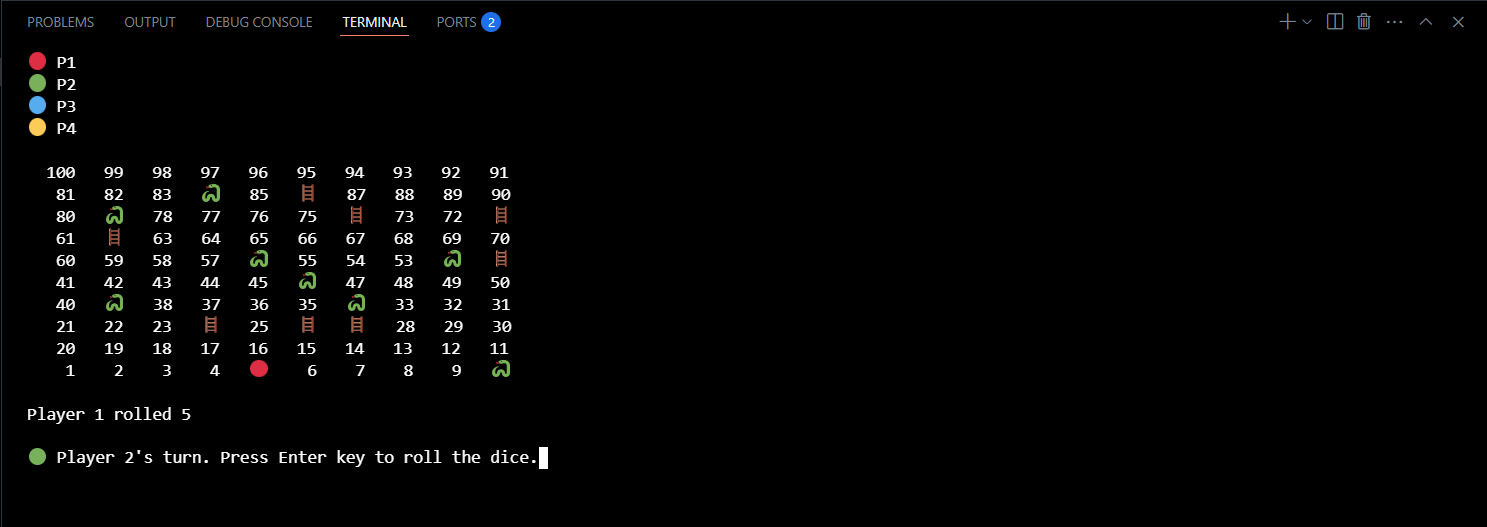 PROBLEMS OUTPUT DEBUG CONSOLE TERMINAL PORTS 2
P1
P2
P3
P4
100 99 98 97 96 95 94 93 92 91
81 82 83 85 87 88 89 90
80 78 77 76 75 73 72
61 63 64 65 66 67 68 69 70
60 59 58 57 55 54 53
41 42 43 44 45 47 48 49 50
40 38 37 36 35 33 32 31
21 22 23 25 28 29 30
20 19 18 17 16 15 14 13 12 11
1 2 3 4 6 7 8 9
Player 1 rolled 5
Player 2's turn. Press Enter key to roll the dice.